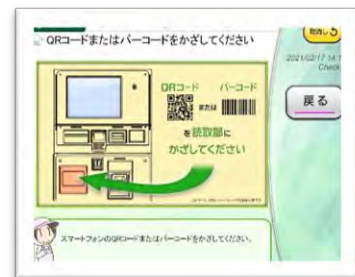 QRコードまたはバーコードをかざしてください
取消し
2021/02/17 14:1
Check
戻る
QRコード
バーコード
または
を読取部に
かざしてください
スマートフォンのQRコードまたはバーコードをかざしてください。